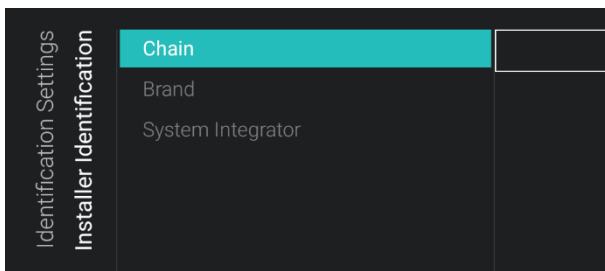 Identification Settings
Installer Identification
Chain
Brand
System Integrator